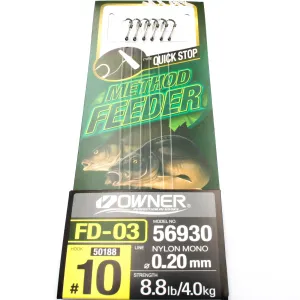 QUICK STOP
METHOD
FEEDER
OWNER
FD-03
MODEL NO.
56930
HOOK
50188
LINE
NYLON MONO
#10
ø 0.20 mm
STRENGTH
8.8lb/4.0kg